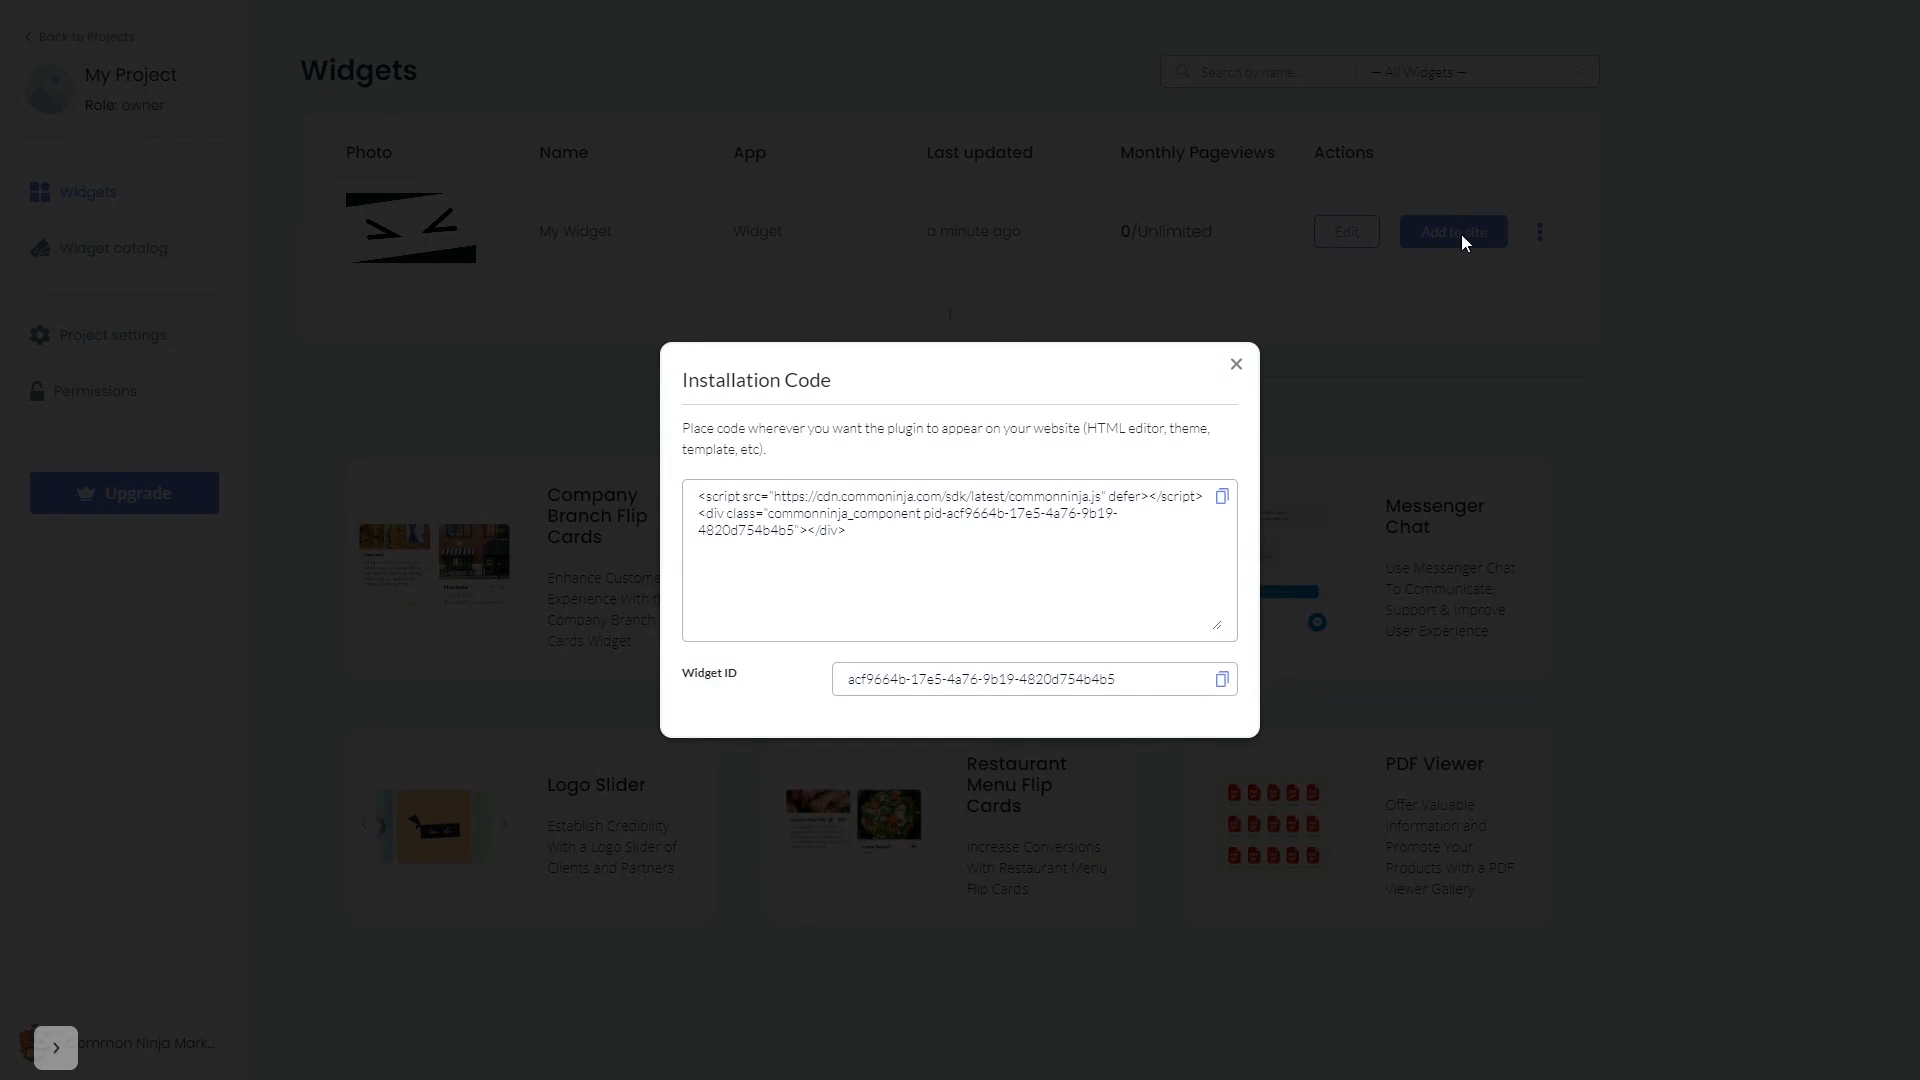 Back to Projects
My Project
Role: owner
Widgets
Widget catalog
Project settings
Permissions
Upgrade
Widgets
Search by name...
— All Widgets —
Photo
Name
App
Last updated
Monthly Pageviews
Actions
My Widget
Widget
a minute ago
0/Unlimited
Edit
Add to site
1
Installation Code
Place code wherever you want the plugin to appear on your website (HTML editor, theme,
template, etc).
<script src="https://cdn.commoninja.com/sdk/latest/commonninja.js" defer></script>
<div class="commonninja_component pid-acf9664b-17e5-4a76-9b19-
4820d754b4b5"></div>
Widget ID
acf9664b-17e5-4a76-9b19-4820d754b4b5
Company
Branch Flip
Cards
Enhance Custome
Experience With t
Company Branch
Cards Widget
Messenger
Chat
Use Messenger Chat
To Communicate,
Support & Improve
User Experience
Logo Slider
Establish Credibility
With a Logo Slider of
Clients and Partners
Restaurant
Menu Flip
Cards
Increase Conversions
With Restaurant Menu
Flip Cards
PDF Viewer
Offer Valuable
Information and
Promote Your
Products With a PDF
Viewer Gallery
ommon Ninja Mark...